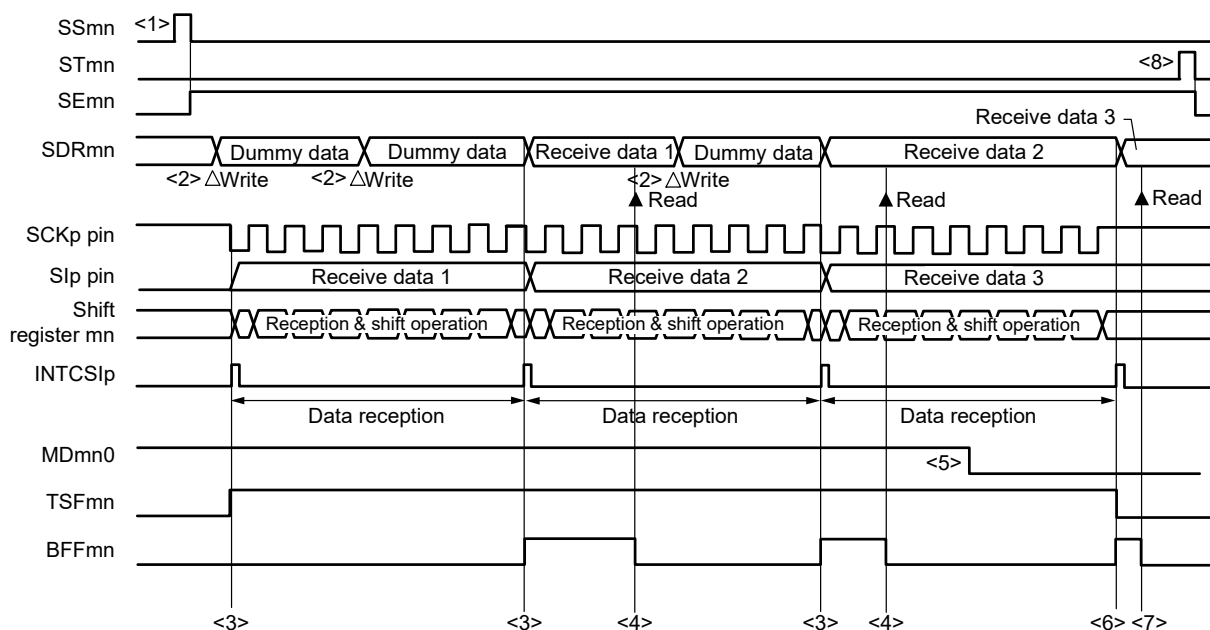 SSmn <1>
STmn <8>
SEmn
Receive data 3
SDRmn Dummy data Dummy data Receive data 1 Dummy data Receive data 2
<2> △Write <2> △Write <2> △Write
▲Read ▲Read ▲Read
SCKp pin
SIp pin Receive data 1 Receive data 2 Receive data 3
Shift
register mn Reception & shift operation Reception & shift operation Reception & shift operation
INTCSIp
Data reception Data reception Data reception
MDmn0 <5>
TSFmn
BFFmn
<3> <3> <4> <3> <4> <6> <7>